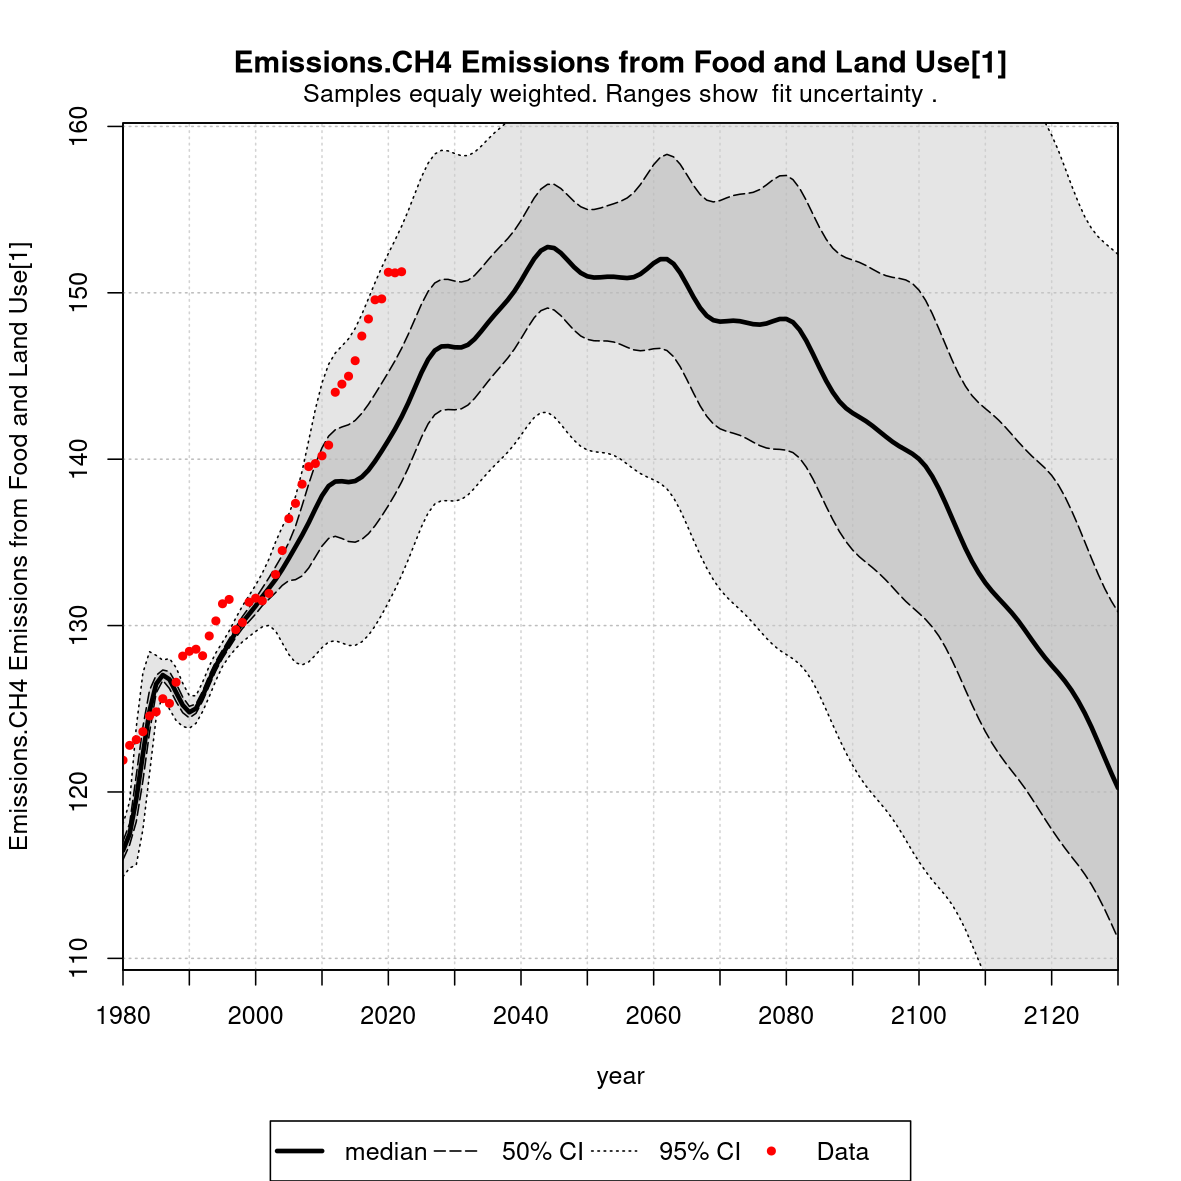 Emissions.CH4 Emissions from Food and Land Use[1]
Samples equaly weighted. Ranges show  fit uncertainty .
Emissions.CH4 Emissions from Food and Land Use[1]
160
150
140
130
120
110
1980 2000 2020 2040 2060 2080 2100 2120
year
median 50% CI 95% CI Data